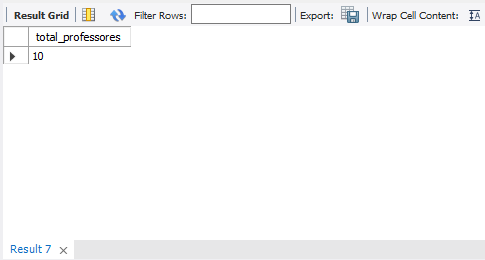 Result Grid Filter Rows: Export: Wrap Cell Content:
total_professores
10
Result 7